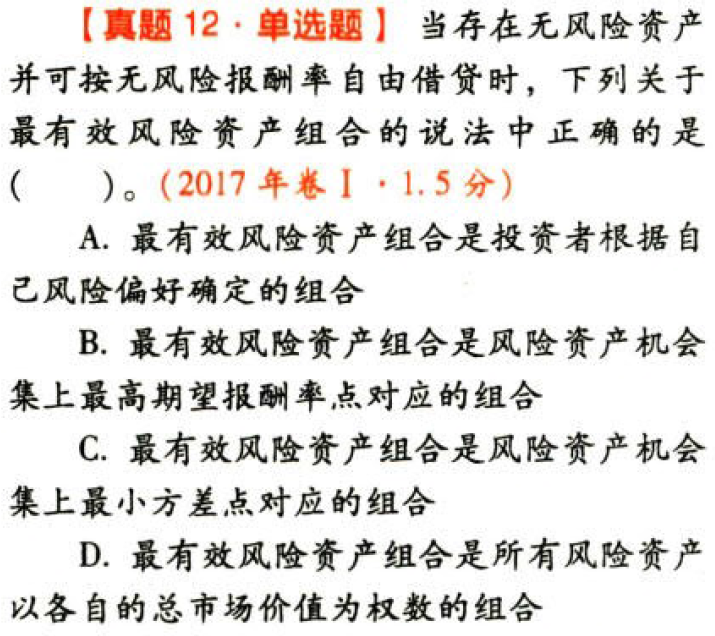 【真题 12·单选题】 当存在无风险资产
并可按无风险报酬率自由借贷时，下列关于
最有效风险资产组合的说法中正确的是
(　　)。(2017 年卷Ⅰ·1.5 分)
A. 最有效风险资产组合是投资者根据自
己风险偏好确定的组合
B. 最有效风险资产组合是风险资产机会
集上最高期望报酬率点对应的组合
C. 最有效风险资产组合是风险资产机会
集上最小方差点对应的组合
D. 最有效风险资产组合是所有风险资产
以各自的总市场价值为权数的组合